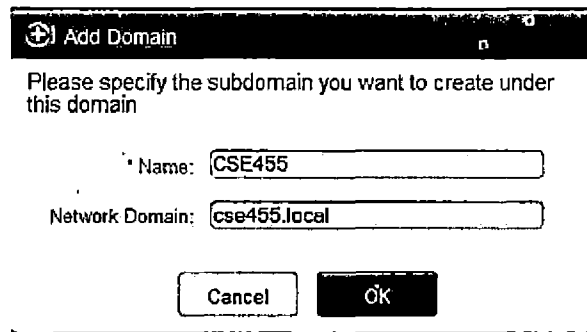 Add Domain
Please specify the subdomain you want to create under
this domain
* Name: CSE455
Network Domain: cse455.local
Cancel OK